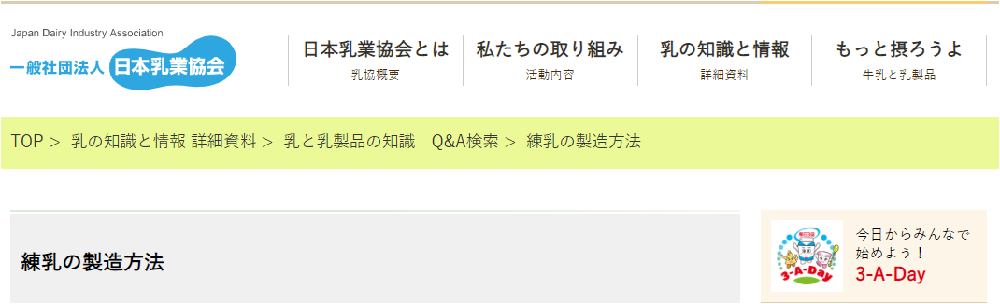 Japan Dairy Industry Association
一般社団法人 日本乳業協会
日本乳業協会とは
乳協概要
私たちの取り組み
活動内容
乳の知識と情報
詳細資料
もっと摂ろうよ
牛乳と乳製品
TOP > 乳の知識と情報 詳細資料 > 乳と乳製品の知識　Q&A検索 > 練乳の製造方法
練乳の製造方法
毎日3回
3-A-Day
今日からみんなで
始めよう！
3-A-Day